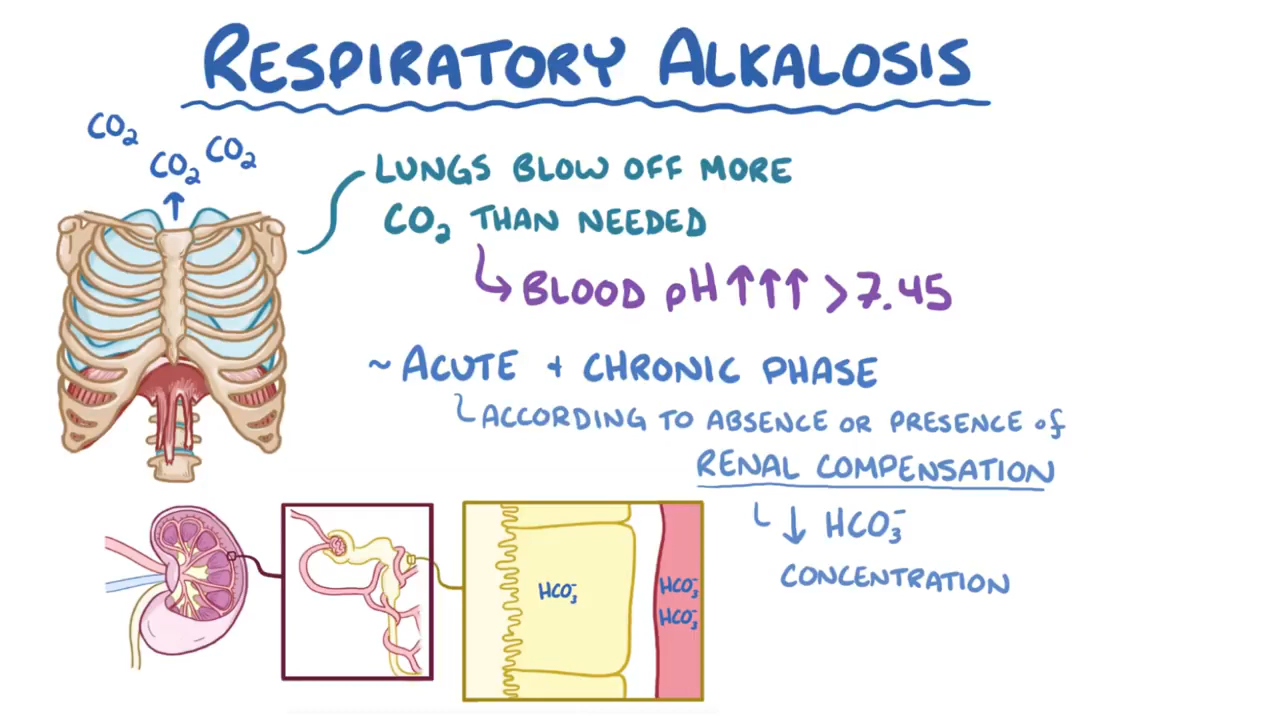 RESPIRATORY ALKALOSIS
CO₂
CO₂
CO₂
↑
LUNGS BLOW OFF MORE
CO₂ THAN NEEDED
↳ BLOOD pH ↑↑↑ >7.45
~ ACUTE + CHRONIC PHASE
ACCORDING TO ABSENCE OR PRESENCE of
RENAL COMPENSATION
↓ HCO₃⁻
CONCENTRATION
HCO₃⁻
HCO₃⁻
HCO₃⁻